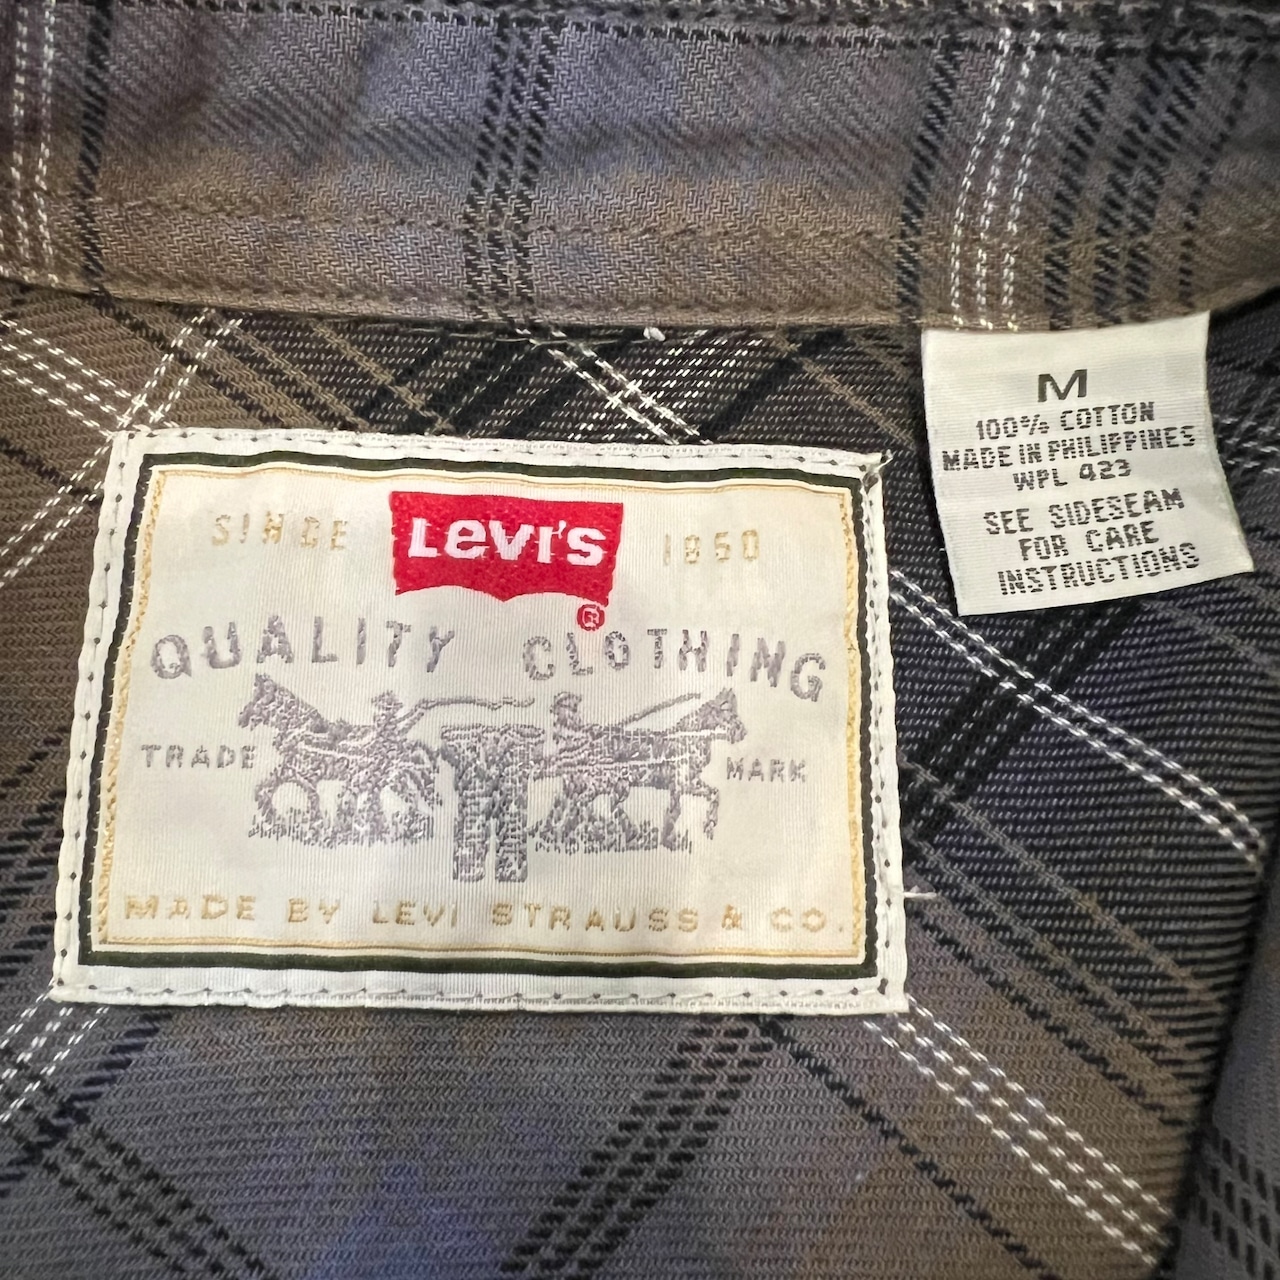 SINCE Levi's 1850
®
QUALITY CLOTHING
TRADE MARK
MADE BY LEVI STRAUSS & CO.
M
100% COTTON
MADE IN PHILIPPINES
WPL 423
SEE SIDESEAM
FOR CARE
INSTRUCTIONS